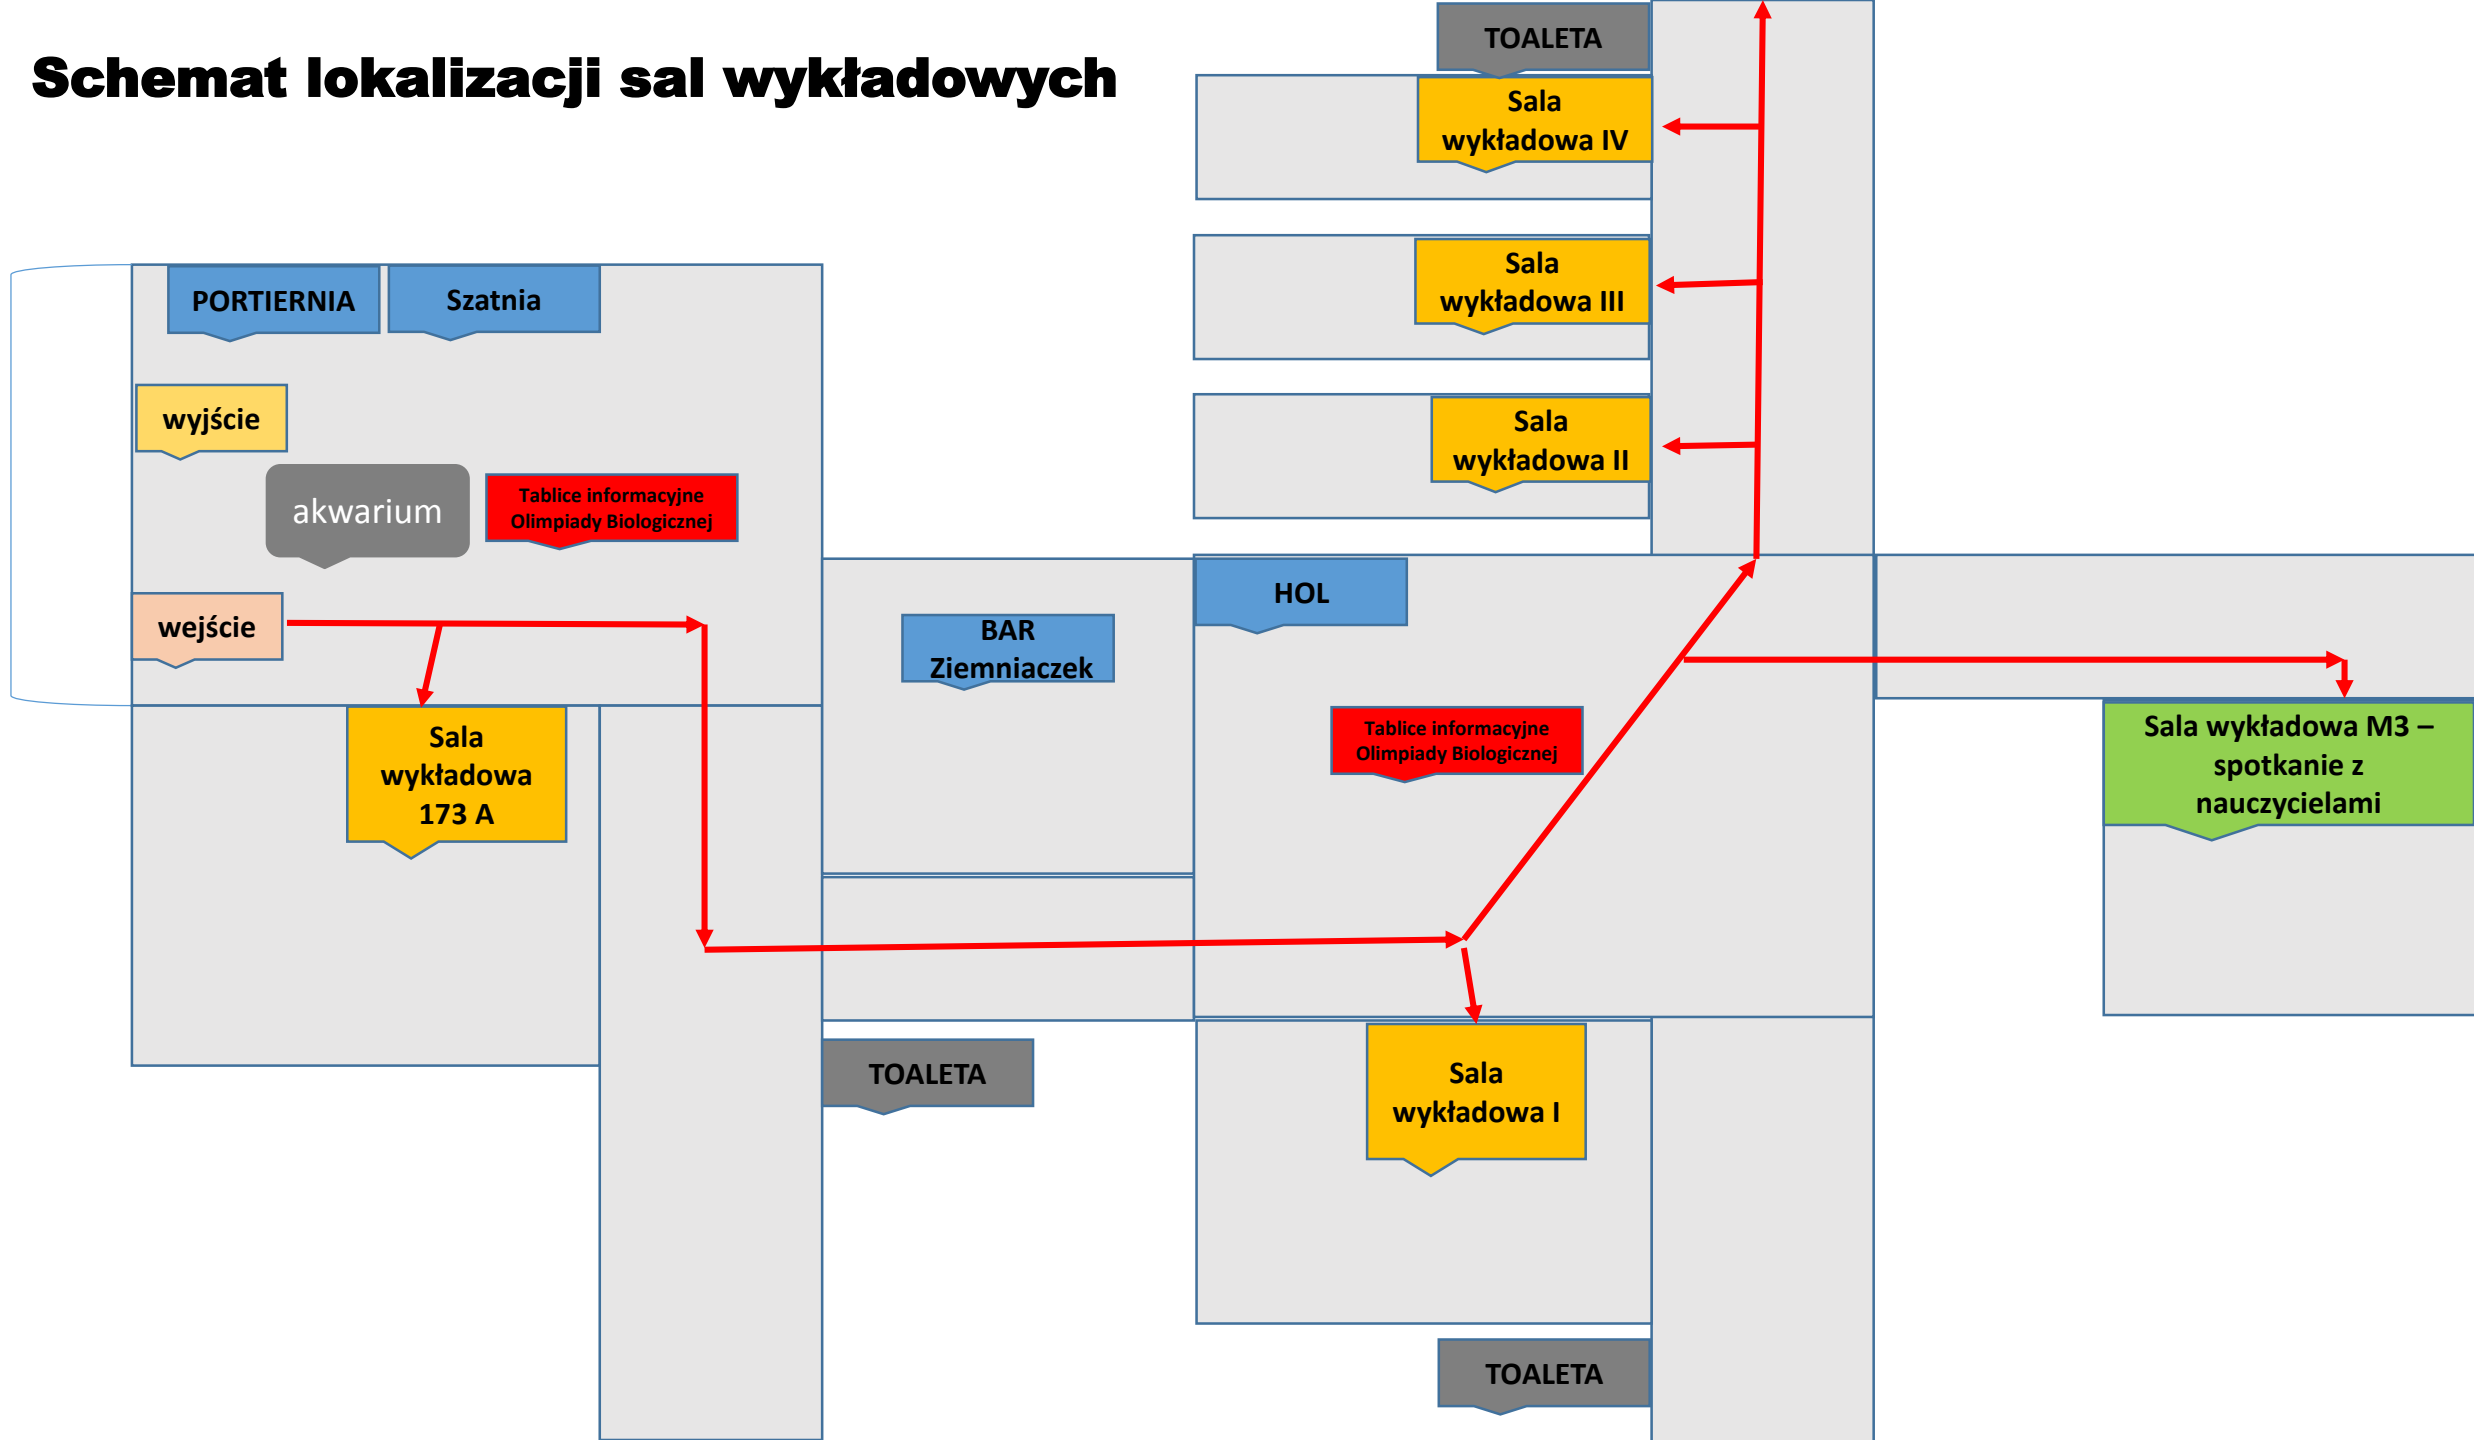 Schemat lokalizacji sal wykładowych
TOALETA
Sala
wykładowa IV
Sala
wykładowa III
Sala
wykładowa II
PORTIERNIA
Szatnia
wyjście
akwarium
Tablice informacyjne
Olimpiady Biologicznej
wejście
BAR
Ziemniaczek
HOL
Tablice informacyjne
Olimpiady Biologicznej
Sala
wykładowa
173 A
Sala wykładowa M3 –
spotkanie z
nauczycielami
TOALETA
Sala
wykładowa I
TOALETA